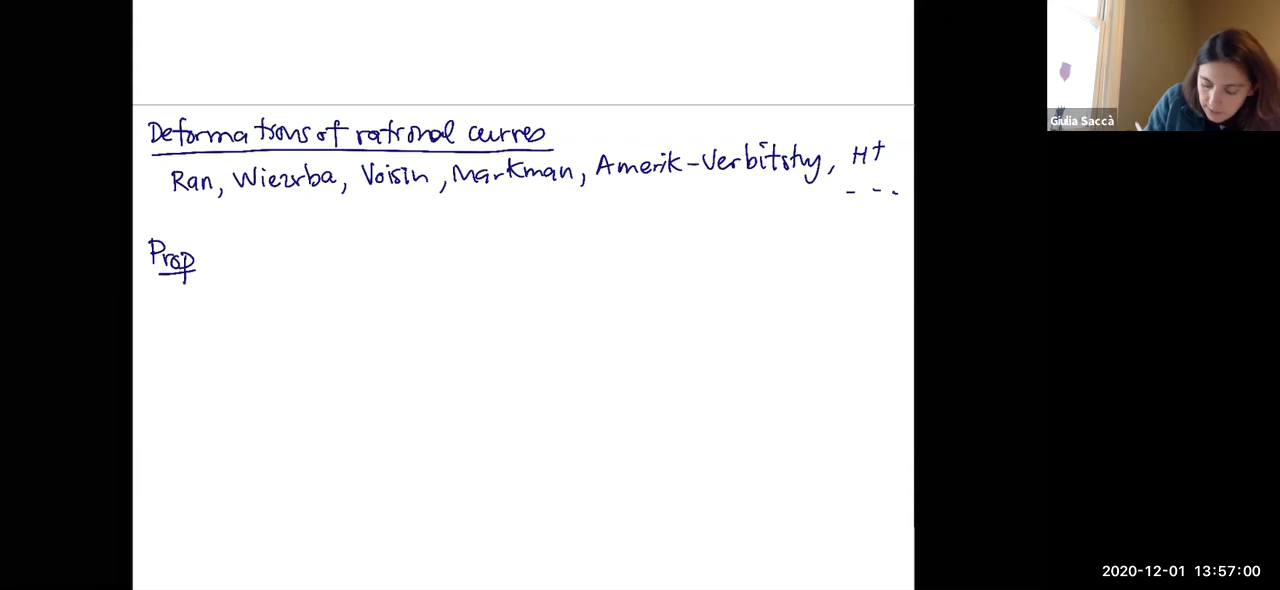 Deformations of rational curves
Ran, Wierzba, Voisin, Markman, Amerik-Verbitsky, HT
- - -
Prop
Giulia Saccà
2020-12-01 13:57:00